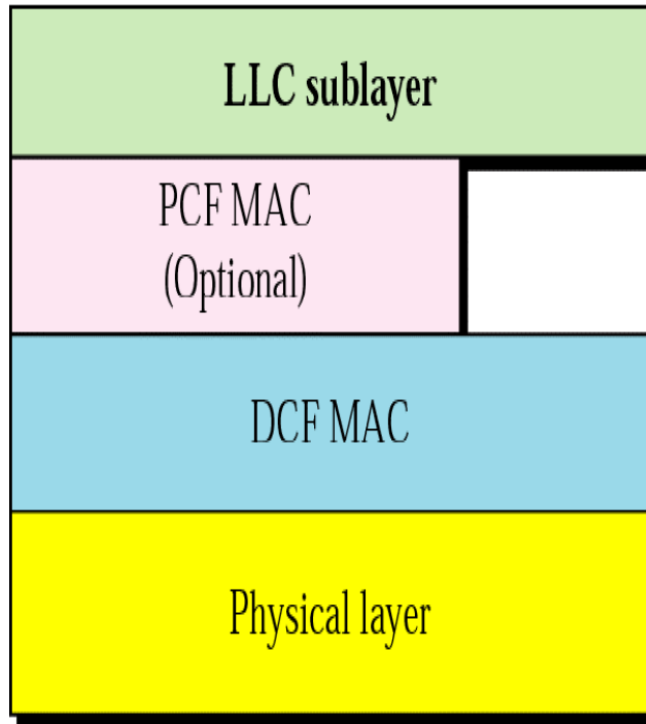 LLC sublayer
PCF MAC
(Optional)
DCF MAC
Physical layer